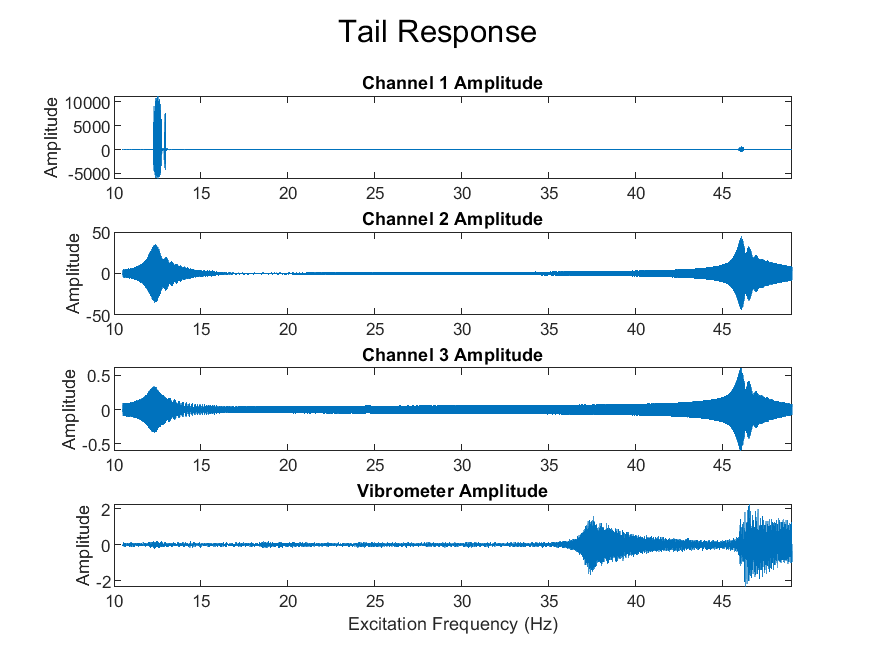 Tail Response
Channel 1 Amplitude
Amplitude
10000
5000
0
-5000
10 15 20 25 30 35 40 45
Channel 2 Amplitude
Amplitude
50
0
-50
10 15 20 25 30 35 40 45
Channel 3 Amplitude
Amplitude
0.5
0
-0.5
10 15 20 25 30 35 40 45
Vibrometer Amplitude
Amplitude
2
0
-2
10 15 20 25 30 35 40 45
Excitation Frequency (Hz)